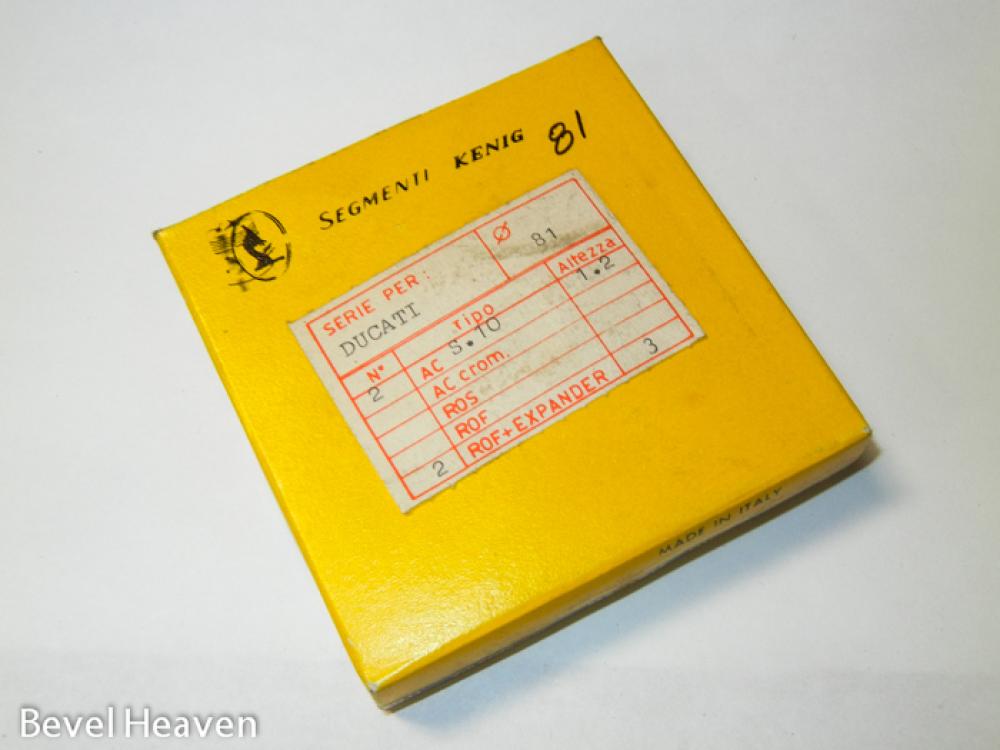 SEGMENTI KENIG 81
SERIE PER:
DUCATI
Ø 81
N° Tipo Altezza
2 AC S.10 1.2
AC crom.
ROS
ROF
2 ROF+EXPANDER 3
MADE IN ITALY
Bevel Heaven